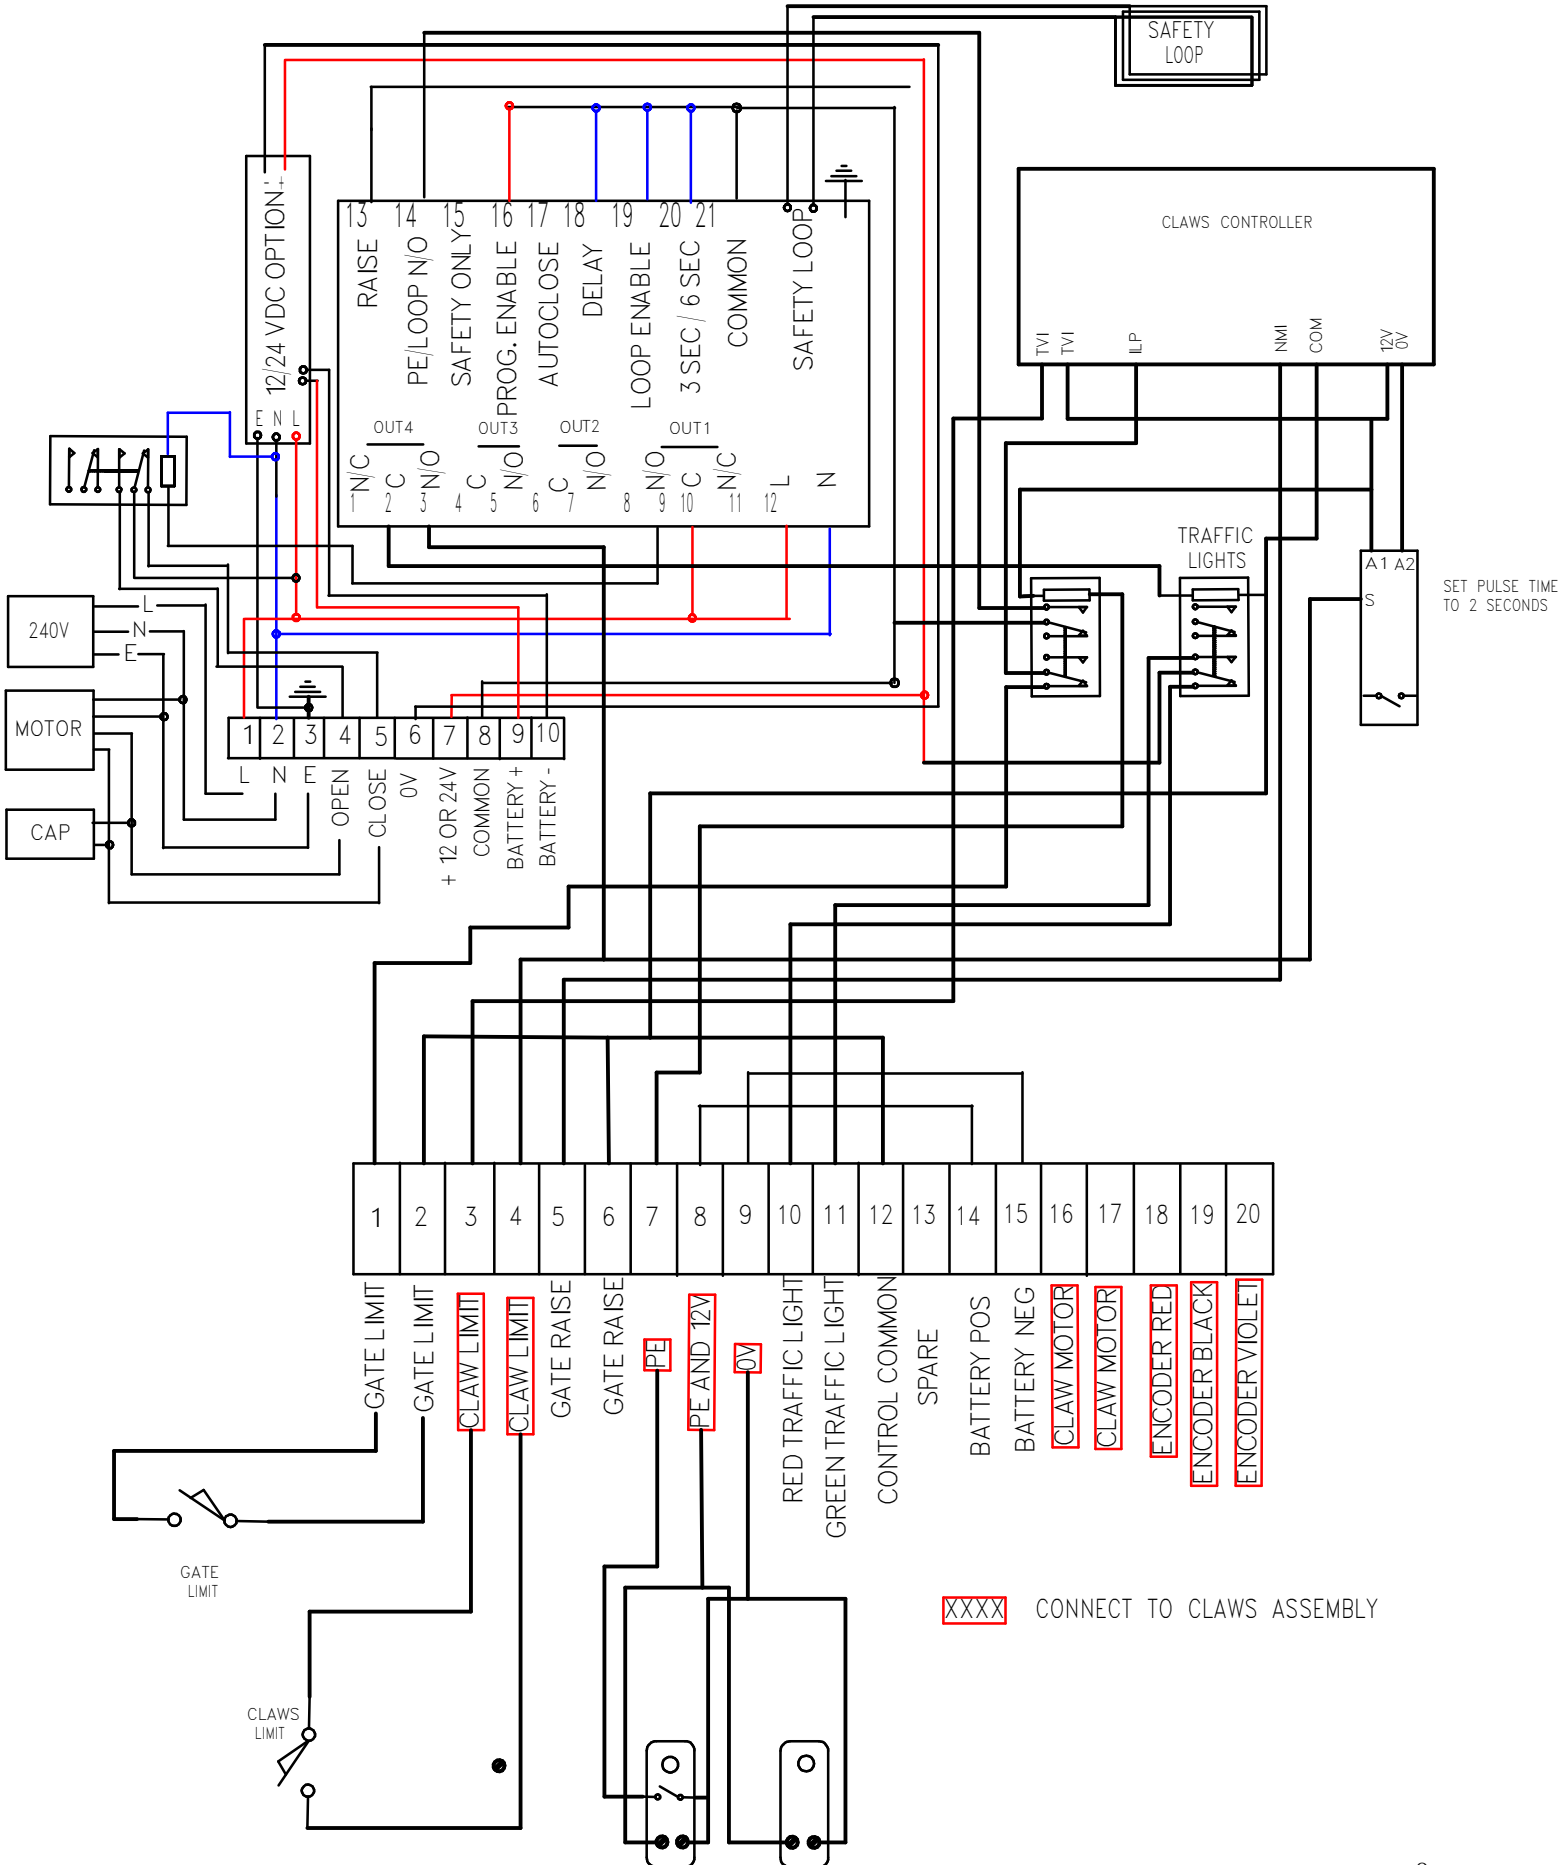 SAFETY
LOOP
- +
12/24 VDC OPTION
E N L
13 14 15 16 17 18 19 20 21
RAISE
PE/LOOP N/O
SAFETY ONLY
PROG. ENABLE
AUTOCLOSE
DELAY
LOOP ENABLE
3 SEC / 6 SEC
COMMON
SAFETY LOOP
OUT4 OUT3 OUT2 OUT1
N/C C N/O C N/O C N/O N/O C N/C L N
1 2 3 4 5 6 7 8 9 10 11 12
CLAWS CONTROLLER
TVI
TVI
ILP
NMI
COM
12V
0V
TRAFFIC
LIGHTS
A1 A2
S
SET PULSE TIME
TO 2 SECONDS
240V
L
N
E
MOTOR
CAP
1 2 3 4 5 6 7 8 9 10
L
N
E
OPEN
CLOSE
0V
+ 12 OR 24V
COMMON
BATTERY +
BATTERY -
1 2 3 4 5 6 7 8 9 10 11 12 13 14 15 16 17 18 19 20
GATE LIMIT
GATE LIMIT
CLAW LIMIT
CLAW LIMIT
GATE RAISE
GATE RAISE
PE
PE AND 12V
0V
RED TRAFFIC LIGHT
GREEN TRAFFIC LIGHT
CONTROL COMMON
SPARE
BATTERY POS
BATTERY NEG
CLAW MOTOR
CLAW MOTOR
ENCODER RED
ENCODER BLACK
ENCODER VIOLET
GATE
LIMIT
XXXX CONNECT TO CLAWS ASSEMBLY
CLAWS
LIMIT